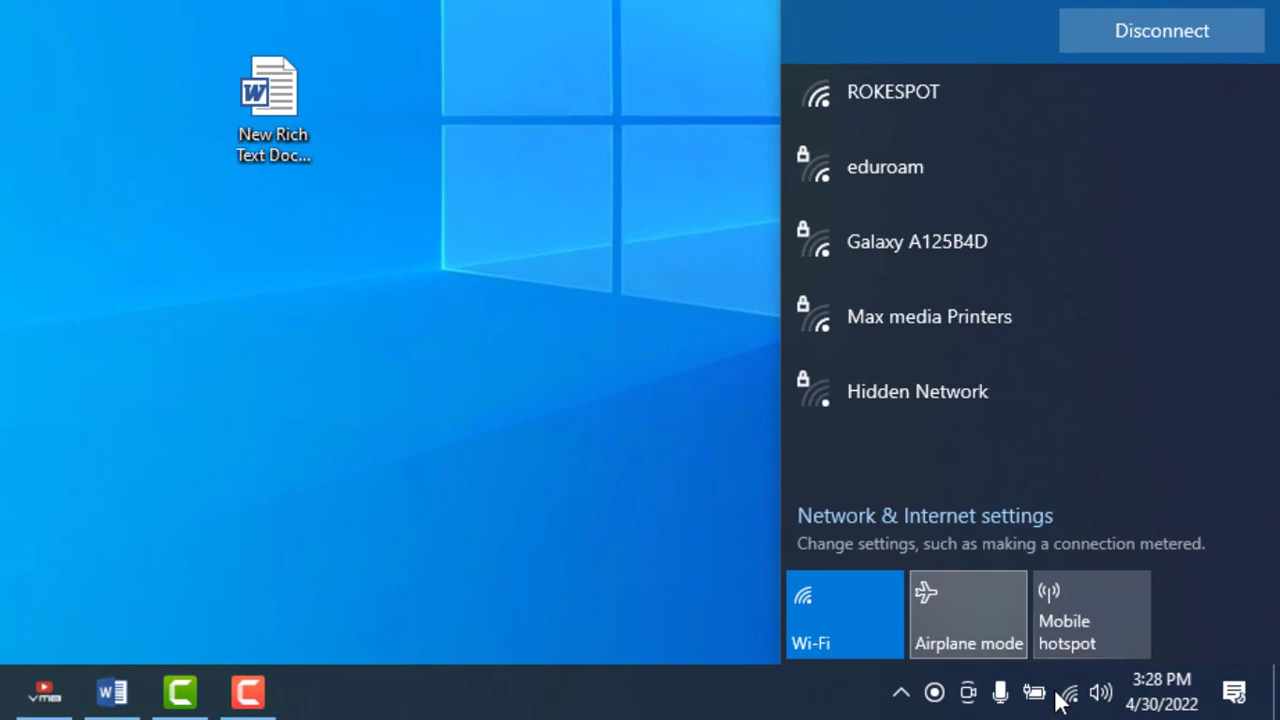 Disconnect
ROKESPOT
eduroam
Galaxy A125B4D
Max media Printers
Hidden Network
Network & Internet settings
Change settings, such as making a connection metered.
Wi-Fi
Airplane mode
Mobile
hotspot
New Rich
Text Doc...
W
VMB
W
C
C
3:28 PM
4/30/2022